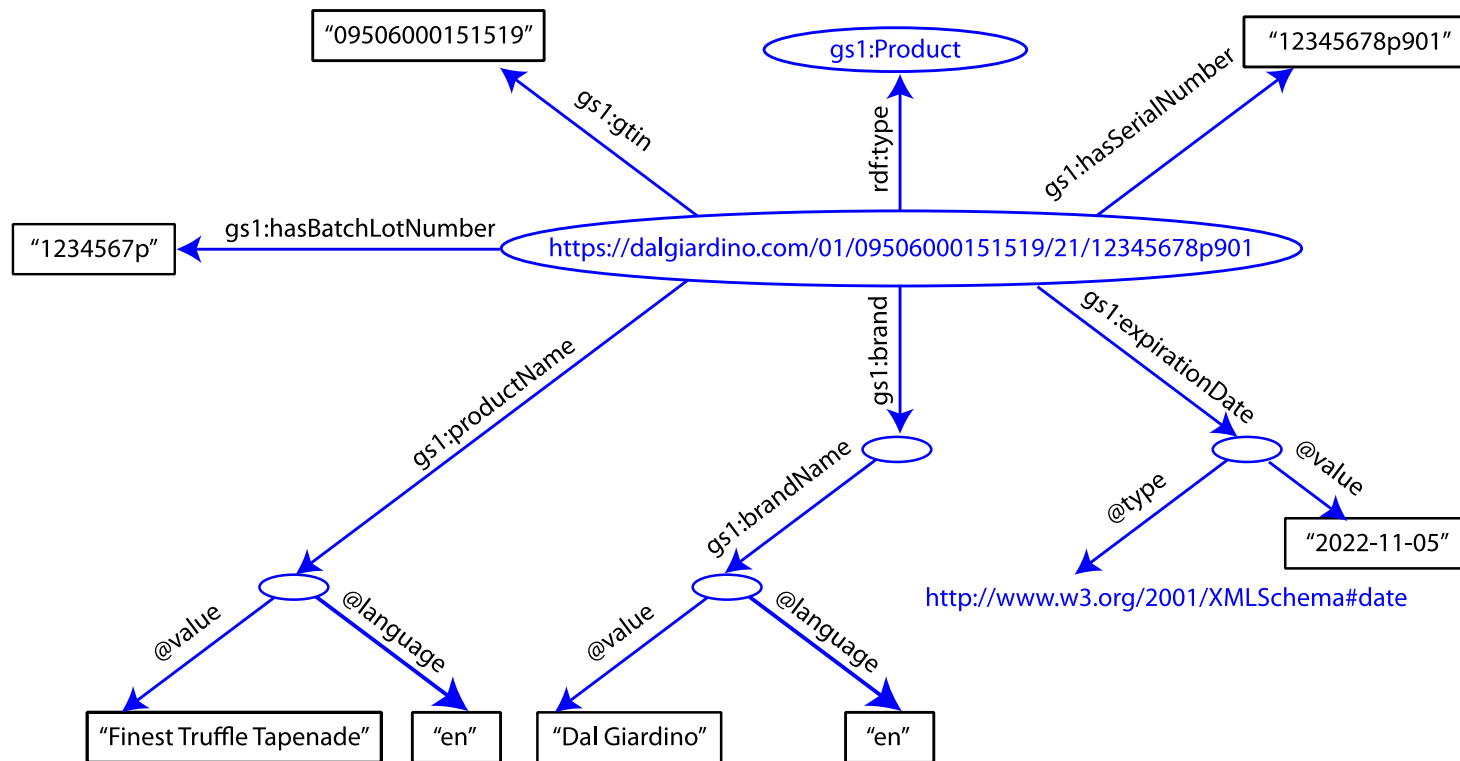 “09506000151519”
gs1:Product
“12345678p901”
gs1:gtin
rdf:type
gs1:hasSerialNumber
“1234567p”
gs1:hasBatchLotNumber
https://dalgiardino.com/01/09506000151519/21/12345678p901
gs1:productName
gs1:brand
gs1:expirationDate
gs1:brandName
@type
@value
“2022-11-05”
http://www.w3.org/2001/XMLSchema#date
@value
@language
@value
@language
“Finest Truffle Tapenade”
“en”
“Dal Giardino”
“en”